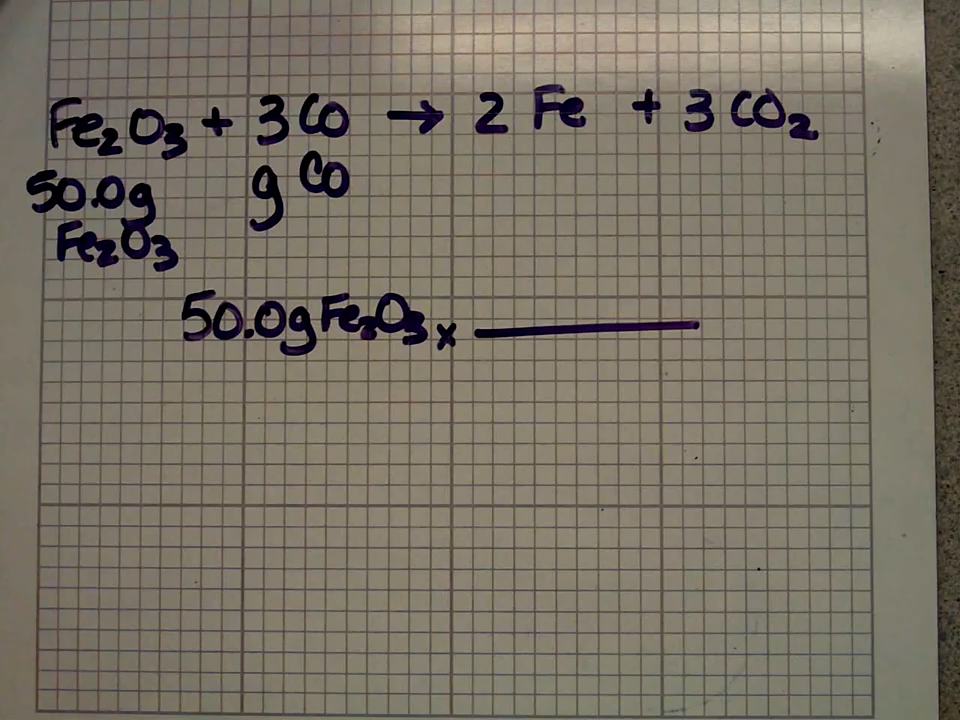 Fe₂O₃ + 3CO → 2 Fe + 3 CO₂
50.0g g CO
Fe₂O₃
50.0g Fe₂O₃ x